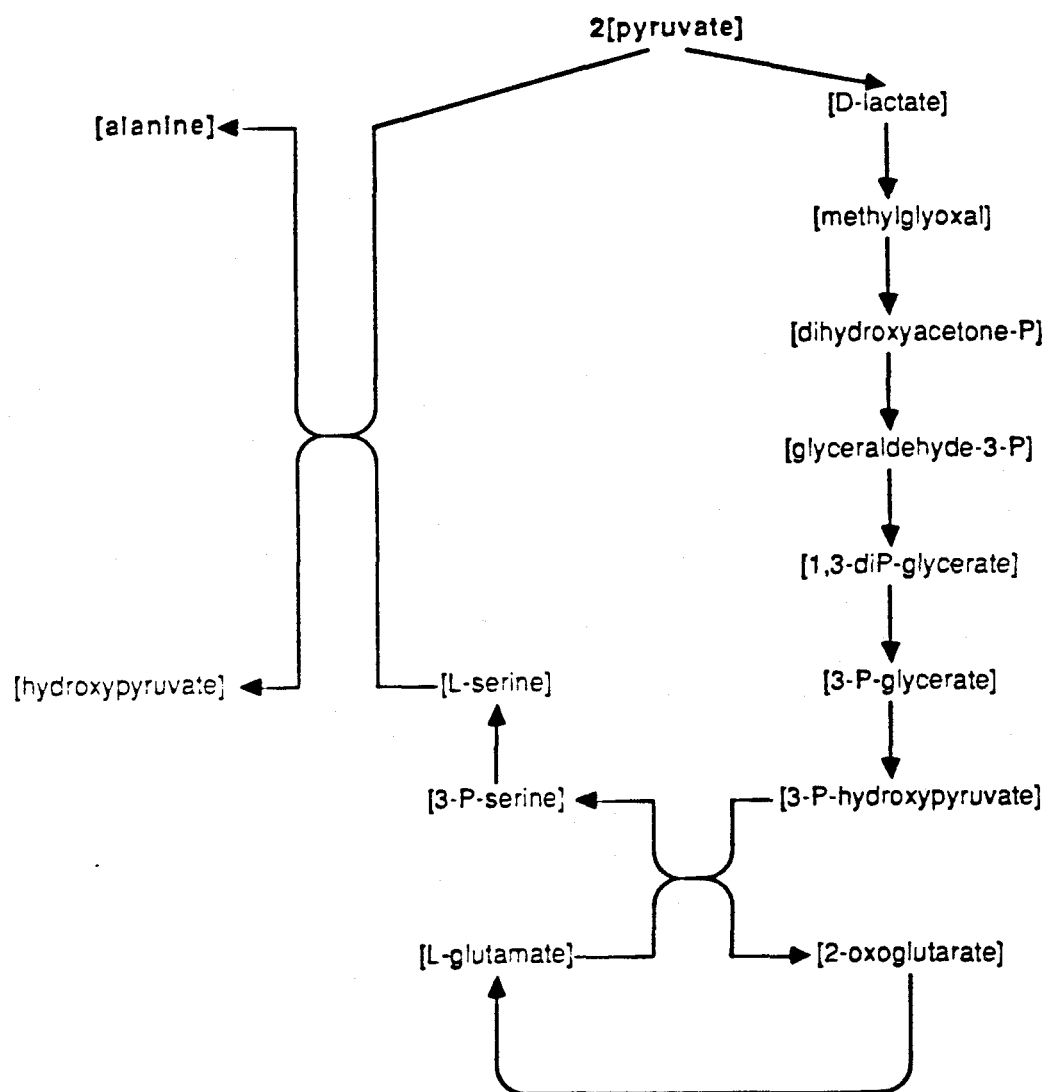 2[pyruvate]
[D-lactate]
[alanine]
[methylglyoxal]
[dihydroxyacetone-P]
[glyceraldehyde-3-P]
[1,3-diP-glycerate]
[hydroxypyruvate]
[L-serine]
[3-P-glycerate]
[3-P-serine]
[3-P-hydroxypyruvate]
[L-glutamate]
[2-oxoglutarate]